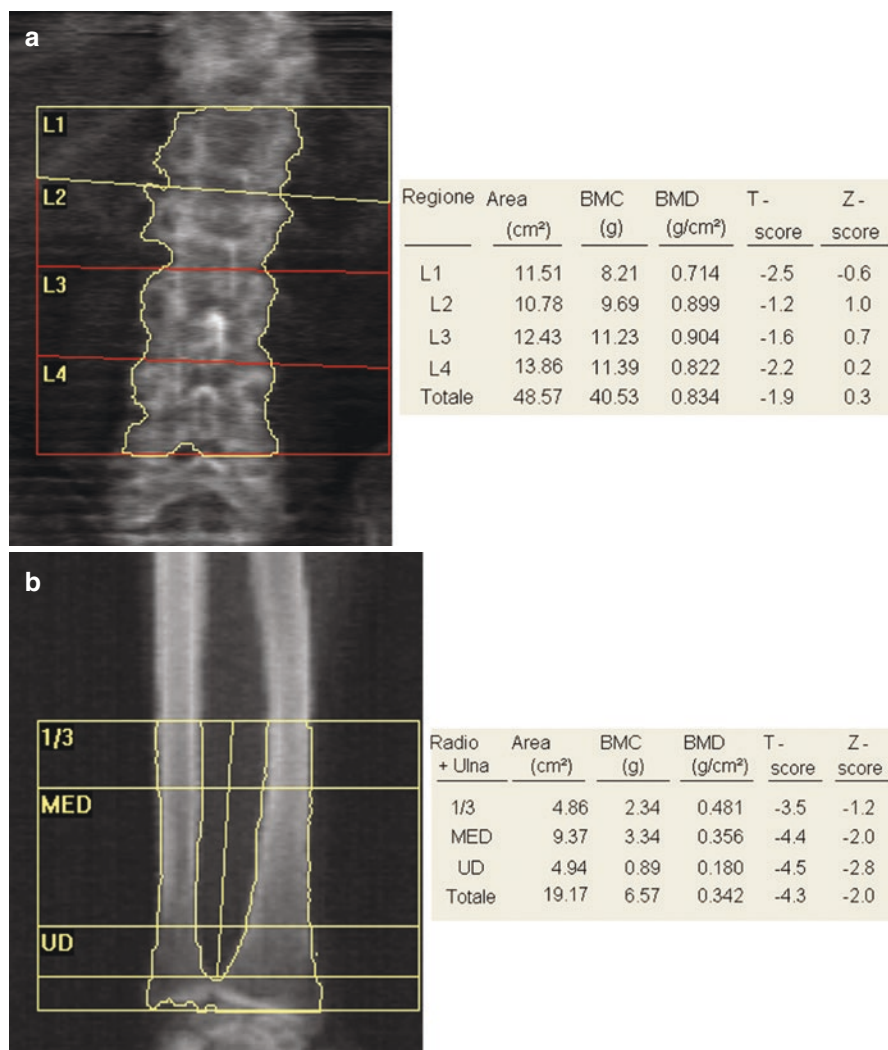 a
L1
L2
L3
L4
Regione Area BMC BMD T- Z-
(cm²) (g) (g/cm²) score score
L1 11.51 8.21 0.714 -2.5 -0.6
L2 10.78 9.69 0.899 -1.2 1.0
L3 12.43 11.23 0.904 -1.6 0.7
L4 13.86 11.39 0.822 -2.2 0.2
Totale 48.57 40.53 0.834 -1.9 0.3
b
1/3
MED
UD
Radio Area BMC BMD T- Z-
+ Ulna (cm²) (g) (g/cm²) score score
1/3 4.86 2.34 0.481 -3.5 -1.2
MED 9.37 3.34 0.356 -4.4 -2.0
UD 4.94 0.89 0.180 -4.5 -2.8
Totale 19.17 6.57 0.342 -4.3 -2.0